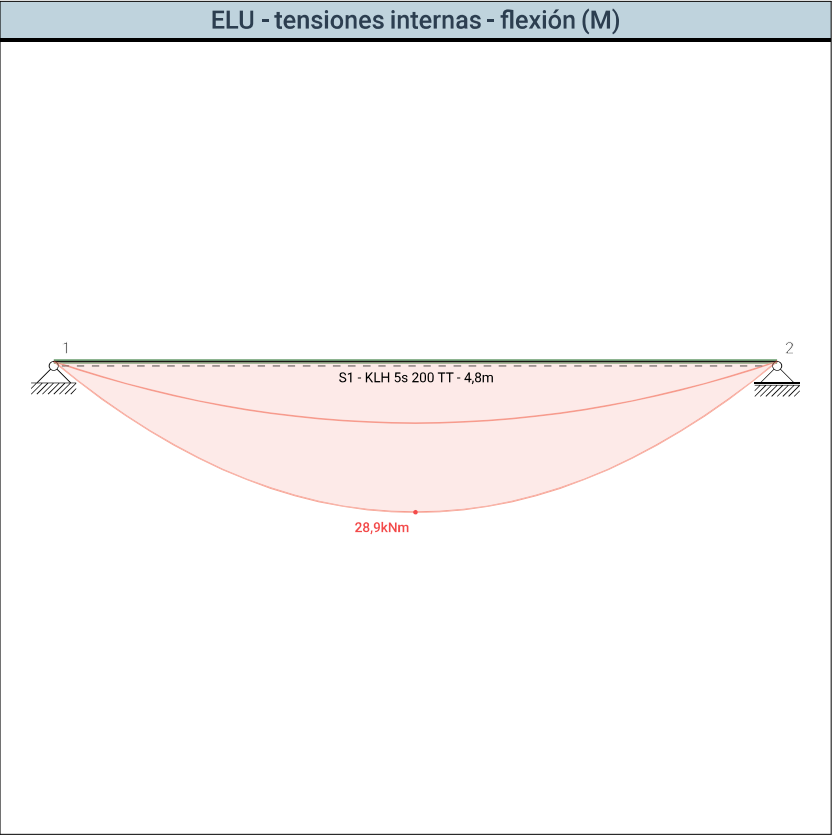 ELU - tensiones internas - flexión (M)
1
2
S1 - KLH 5s 200 TT - 4,8m
28,9kNm